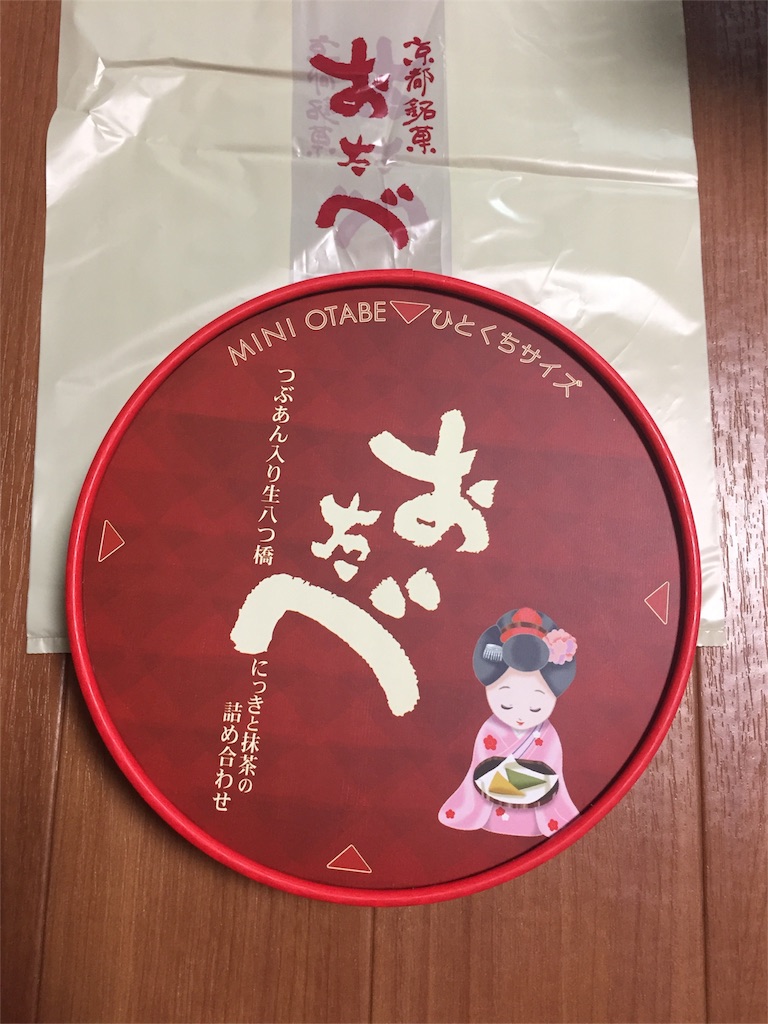 京都銘菓
おたべ
MINI OTABE
ひとくちサイズ
おたべ
つぶあん入り生八つ橋
にっきと抹茶の
詰め合わせ